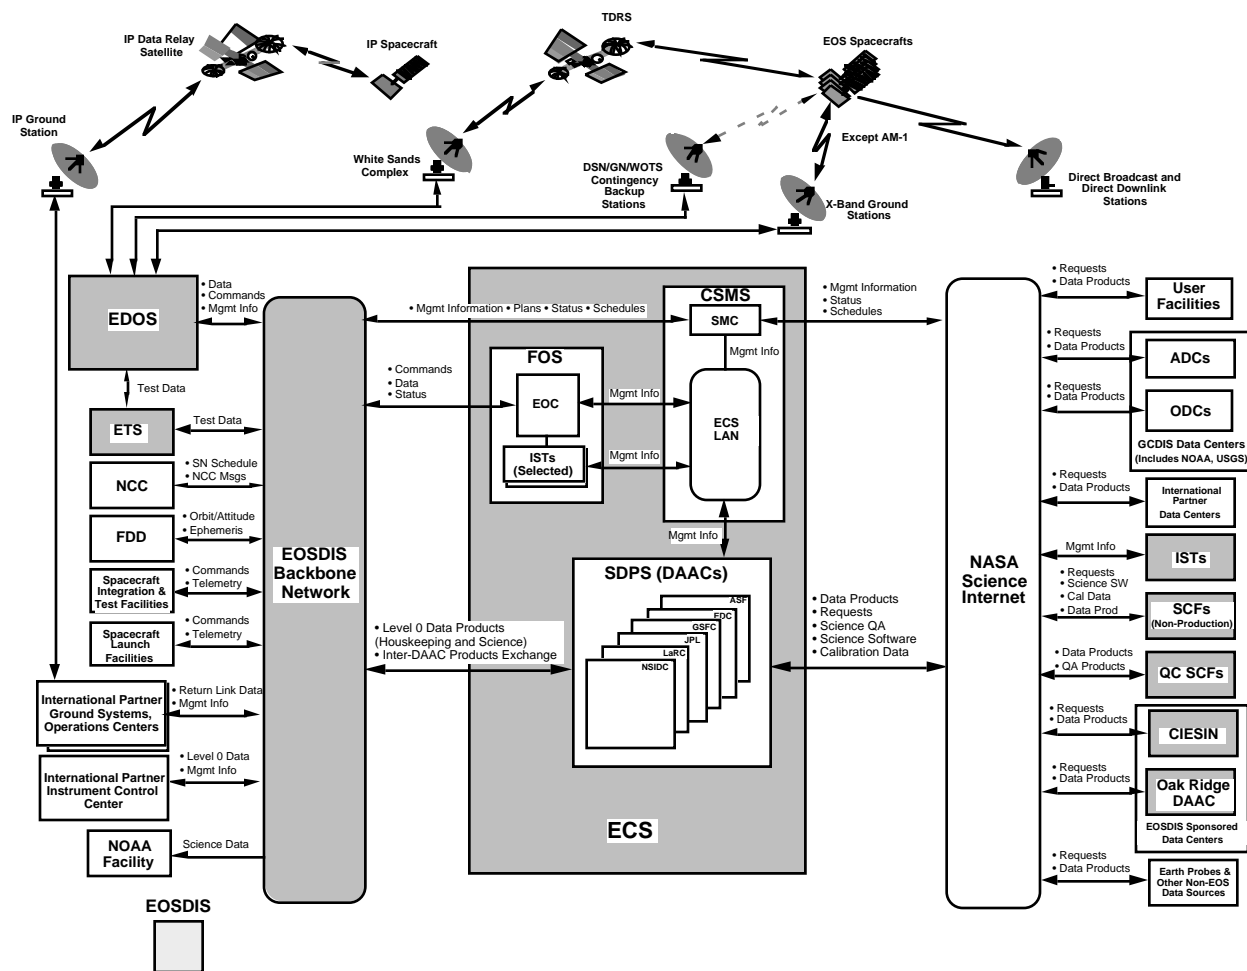 TDRS
IP Data Relay
Satellite
IP Spacecraft
EOS Spacecrafts
IP Ground
Station
White Sands
Complex
DSN/GN/WOTS
Contingency
Backup
Stations
Except AM-1
X-Band Ground
Stations
Direct Broadcast and
Direct Downlink
Stations
EDOS
• Data
• Commands
• Mgmt Info
Test Data
ETS
Test Data
NCC
• SN Schedule
• NCC Msgs
FDD
• Orbit/Attitude
• Ephemeris
Spacecraft
Integration &
Test Facilities
• Commands
• Telemetry
Spacecraft
Launch
Facilities
• Commands
• Telemetry
International Partner
Ground Systems,
Operations Centers
• Return Link Data
• Mgmt Info
International Partner
Instrument Control
Center
• Level 0 Data
• Mgmt Info
NOAA
Facility
Science Data
EOSDIS
EOSDIS
Backbone
Network
• Mgmt Information • Plans • Status • Schedules
• Commands
• Data
• Status
• Level 0 Data Products
(Houskeeping and Science)
• Inter-DAAC Products Exchange
CSMS
SMC
Mgmt Info
FOS
EOC
Mgmt Info
ISTs
(Selected)
Mgmt Info
ECS
LAN
Mgmt Info
SDPS (DAACs)
ASF
EDC
GSFC
JPL
LaRC
NSIDC
ECS
• Mgmt Information
• Status
• Schedules
• Data Products
• Requests
• Science QA
• Science Software
• Calibration Data
NASA
Science
Internet
• Requests
• Data Products
User
Facilities
• Requests
• Data Products
ADCs
• Requests
• Data Products
ODCs
GCDIS Data Centers
(Includes NOAA, USGS)
• Requests
• Data Products
International
Partner
Data Centers
Mgmt Info
ISTs
• Requests
• Science SW
• Cal Data
• Data Prod
SCFs
(Non-Production)
• Data Products
• QA Products
QC SCFs
• Requests
• Data Products
CIESIN
• Requests
• Data Products
Oak Ridge
DAAC
EOSDIS Sponsored
Data Centers
• Requests
• Data Products
Earth Probes &
Other Non-EOS
Data Sources